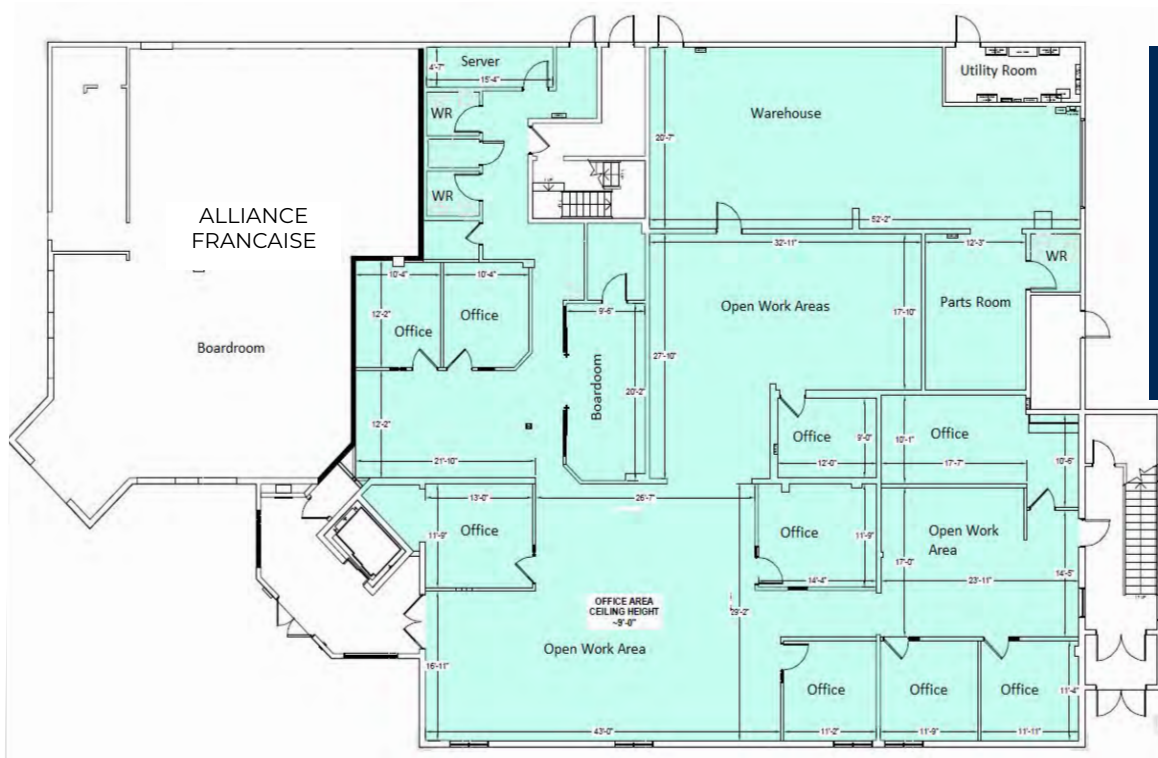 Server
4'-7"
15'-4"
Utility Room
WR
Warehouse
20'-7"
WR
ALLIANCE
FRANCAISE
52'-2"
32'-11"
12'-3"
WR
10'-4"
10'-4"
12'-2"
Office
Office
9'-6"
Open Work Areas
17'-10"
Parts Room
Boardroom
27'-10"
Boardoom
20'-2"
12'-2"
Office
9'-0"
10'-1"
Office
21'-10"
12'-0"
17'-7"
10'-6"
13'-0"
26'-7"
Office
11'-9"
Office
11'-9"
Open Work
Area
17'-0"
14'-4"
23'-11"
14'-5"
OFFICE AREA
CEILING HEIGHT
~9'-0"
29'-2"
Open Work Area
16'-11"
Office
Office
Office
11'-4"
43'-0"
11'-2"
11'-9"
11'-11"